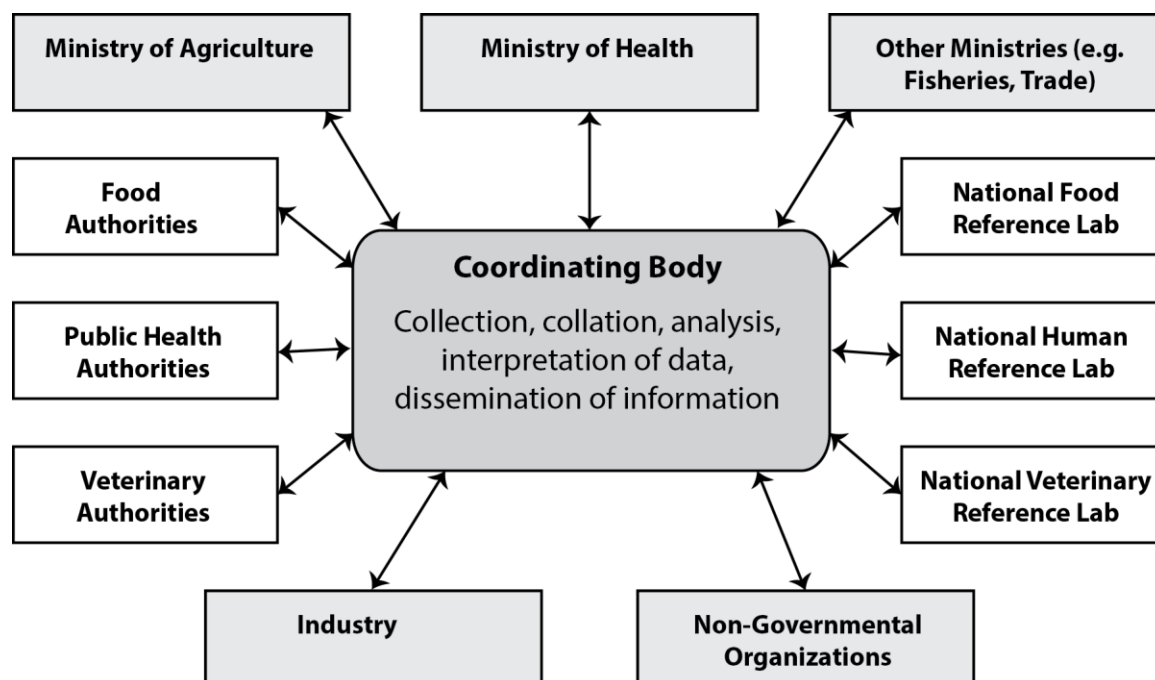 Ministry of Agriculture
Ministry of Health
Other Ministries (e.g.
Fisheries, Trade)
Food
Authorities
National Food
Reference Lab
Coordinating Body
Collection, collation, analysis,
interpretation of data,
dissemination of information
Public Health
Authorities
National Human
Reference Lab
Veterinary
Authorities
National Veterinary
Reference Lab
Industry
Non-Governmental
Organizations